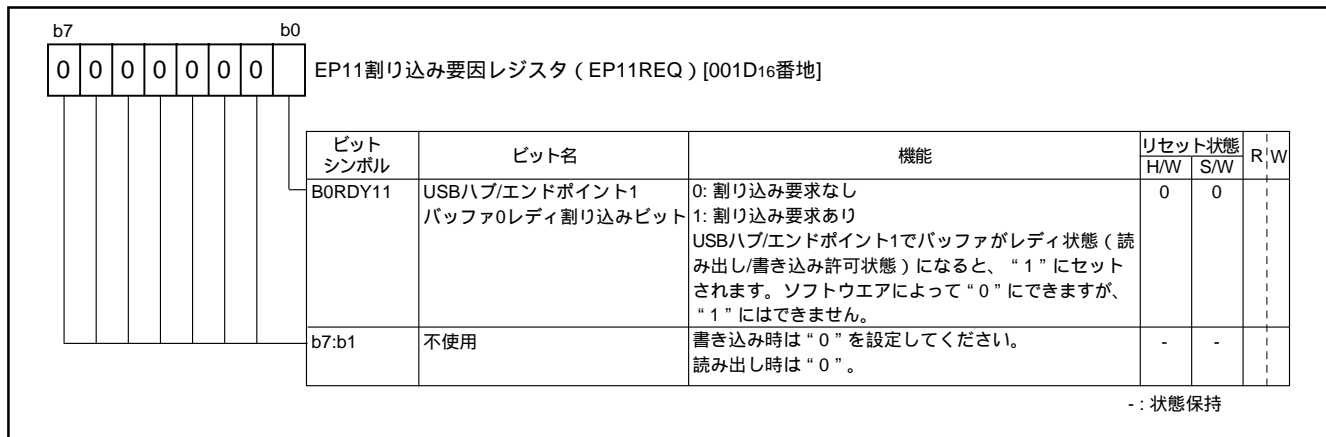 b7 b0
0 0 0 0 0 0 0 EP11割り込み要因レジスタ（EP11REQ）[001D16番地]
ビット シンボル ビット名 機能 リセット状態 H/W S/W R W
B0RDY11 USBハブ/エンドポイント1 0: 割り込み要求なし 0 0
バッファ0レディ割り込みビット 1: 割り込み要求あり
USBハブ/エンドポイント1でバッファがレディ状態（読
み出し/書き込み許可状態）になると、“1”にセット
されます。ソフトウエアによって“0”にできますが、
“1”にはできません。
b7:b1 不使用 書き込み時は“0”を設定してください。 - -
読み出し時は“0”。
- : 状態保持